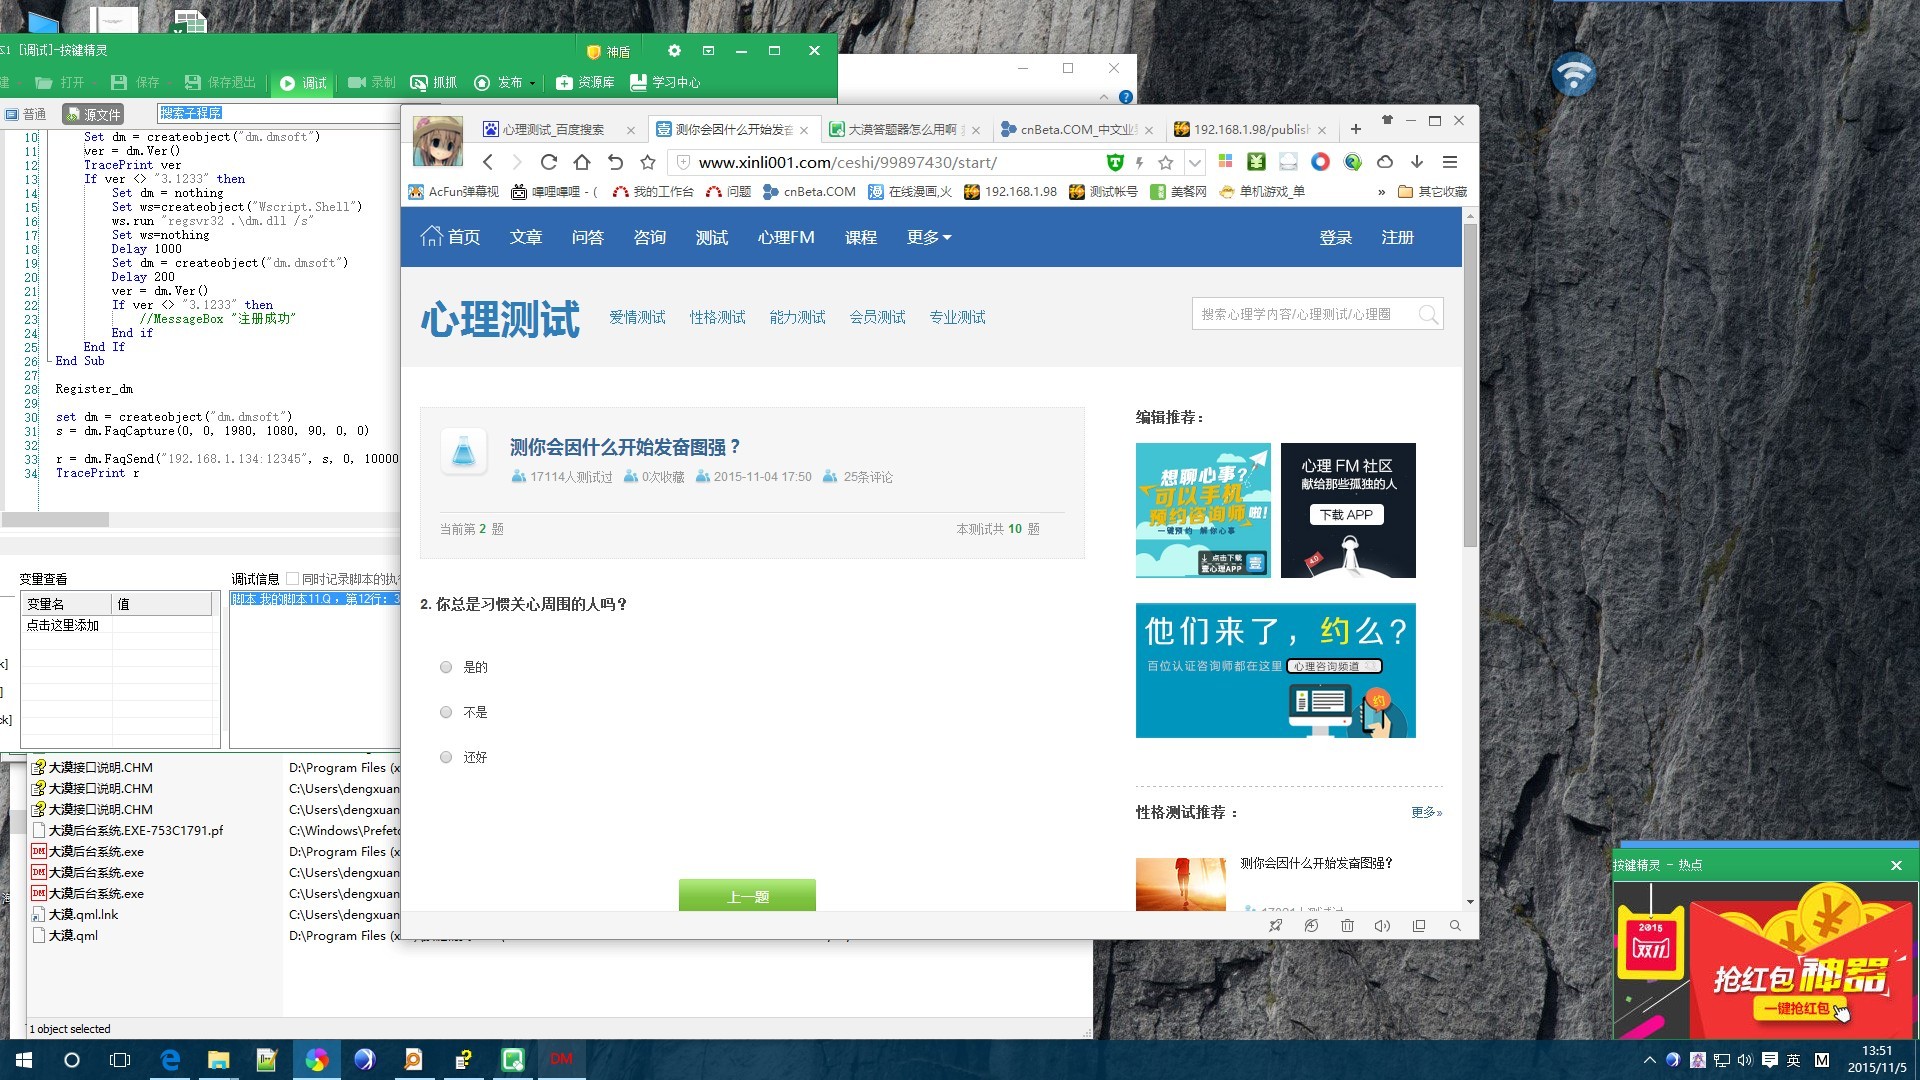 本1 [调试]-按键精灵
神盾
建 打开 保存 保存退出 调试 录制 抓抓 发布 资源库 学习中心
普通 源文件 搜索子程序
10 Set dm = createobject("dm.dmsoft")
11 ver = dm.Ver()
12 TracePrint ver
13 If ver <> "3.1233" then
14 Set dm = nothing
15 Set ws=createobject("Wscript.Shell")
16 ws.run "regsvr32 .\dm.dll /s"
17 Set ws=nothing
18 Delay 1000
19 Set dm = createobject("dm.dmsoft")
20 Delay 200
21 ver = dm.Ver()
22 If ver <> "3.1233" then
23 //MessageBox "注册成功"
24 End if
25 End If
26 End Sub
27
28 Register_dm
29
30 set dm = createobject("dm.dmsoft")
31 s = dm.FaqCapture(0, 0, 1980, 1080, 90, 0, 0)
32
33 r = dm.FaqSend("192.168.1.134:12345", s, 0, 10000
34 TracePrint r
变量查看
变量名 值
点击这里添加
调试信息 同时记录脚本的执行
脚本 我的脚本11.Q ，第12行：3
k]
]
ck]
大漠接口说明.CHM D:\Program Files (x
大漠接口说明.CHM C:\Users\dengxuan
大漠接口说明.CHM C:\Users\dengxuan
大漠后台系统.EXE-753C1791.pf C:\Windows\Prefetc
大漠后台系统.exe D:\Program Files (x
大漠后台系统.exe C:\Users\dengxuan
大漠后台系统.exe C:\Users\dengxuan
大漠.qml.lnk C:\Users\dengxuan
大漠.qml D:\Program Files (x
1 object selected
心理测试_百度搜索
测你会因什么开始发奋
大漠答题器怎么用啊
cnBeta.COM_中文业
192.168.1.98/publish
www.xinli001.com/ceshi/99897430/start/
AcFun弹幕视 哔哩哔哩 - ( 我的工作台 问题 cnBeta.COM 在线漫画,火 192.168.1.98 测试帐号 美餐网 单机游戏_单 » 其它收藏
首页 文章 问答 咨询 测试 心理FM 课程 更多 登录 注册
心理测试 爱情测试 性格测试 能力测试 会员测试 专业测试
搜索心理学内容/心理测试/心理圈
测你会因什么开始发奋图强？
17114人测试过 0次收藏 2015-11-04 17:50 25条评论
当前第 2 题 本测试共 10 题
2. 你总是习惯关心周围的人吗？
是的
不是
还好
上一题
编辑推荐：
想聊心事?
可以手机
预约咨询师啦!
一键预约 解你心事
点击下载
壹心理APP
壹
心理 FM 社区
献给那些孤独的人
下载 APP
4.0
他们来了，约么？
百位认证咨询师都在这里 心理咨询频道
约
性格测试推荐： 更多»
测你会因什么开始发奋图强?
按键精灵 - 热点
2015
双11
抢红包神器
一键抢红包
DM
英
M
13:51
2015/11/5